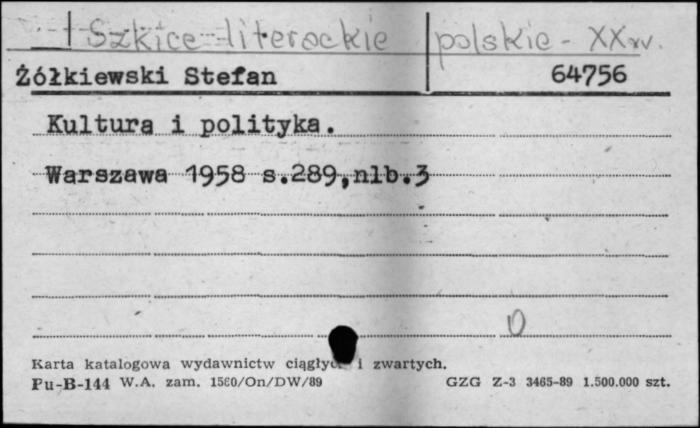 Szkice literackie polskie - XX w.
Żółkiewski Stefan 64756
Kultura i polityka.
Warszawa 1958 s.289,nlb.3
0
Karta katalogowa wydawnictw ciągłych i zwartych.
Pu-B-144 W.A. zam. 1560/On/DW/89 GZG Z-3 3465-89 1.500.000 szt.